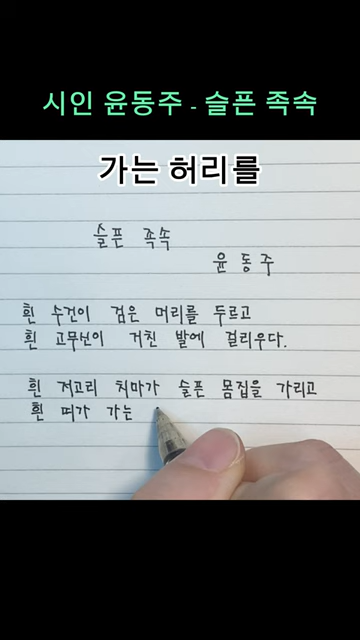 시인 윤동주 - 슬픈 족속
가는 허리를
슬픈 족속
윤동주
흰 수건이 검은 머리를 두르고
흰 고무신이 거친 발에 걸리우다.
흰 저고리 치마가 슬픈 몸집을 가리고
흰 띠가 가는